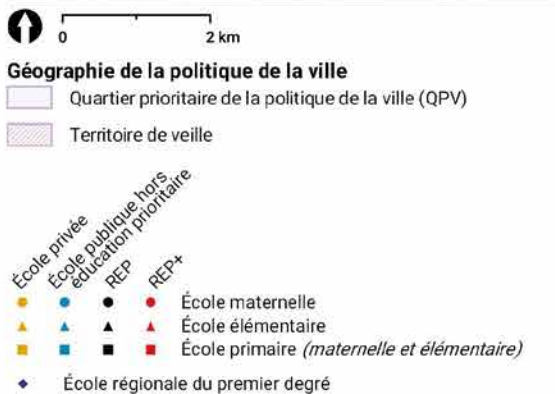 0 2 km
Géographie de la politique de la ville
Quartier prioritaire de la politique de la ville (QPV)
Territoire de veille
École privée
École publique hors
éducation prioritaire
REP
REP+
École maternelle
École élémentaire
École primaire (maternelle et élémentaire)
École régionale du premier degré